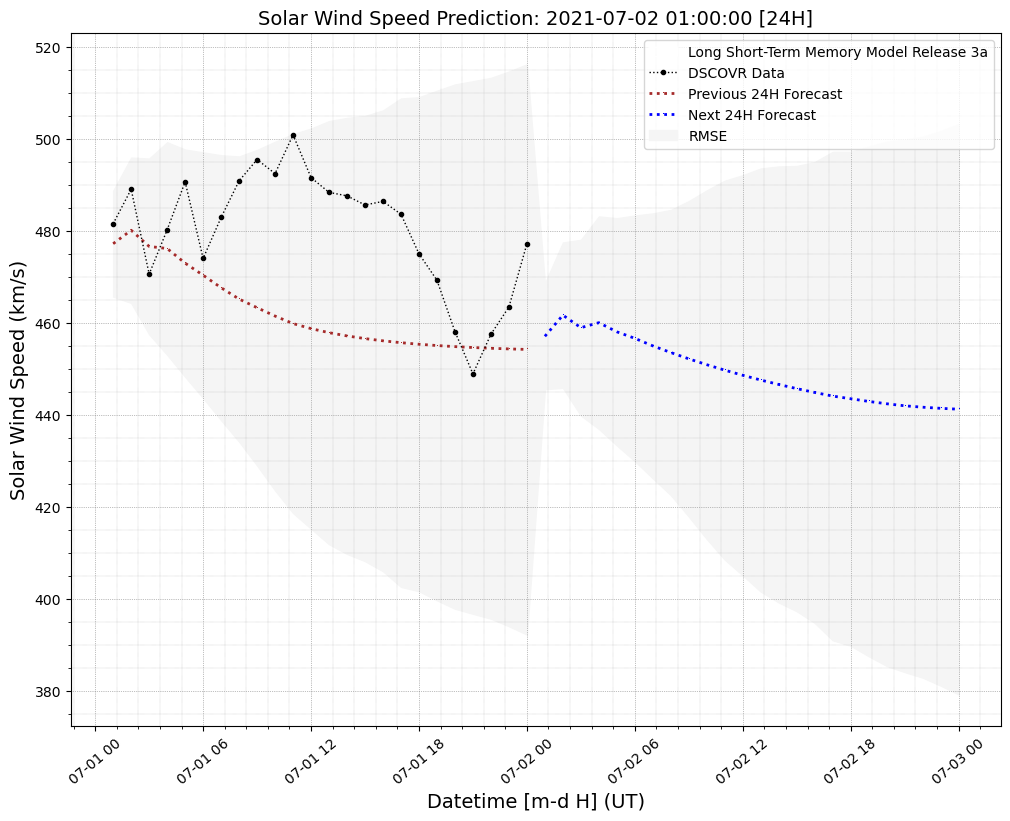 Solar Wind Speed Prediction: 2021-07-02 01:00:00 [24H]
Long Short-Term Memory Model Release 3a
DSCOVR Data
Previous 24H Forecast
Next 24H Forecast
RMSE
Solar Wind Speed (km/s)
520
500
480
460
440
420
400
380
07-01 00
07-01 06
07-01 12
07-01 18
07-02 00
07-02 06
07-02 12
07-02 18
07-03 00
Datetime [m-d H] (UT)